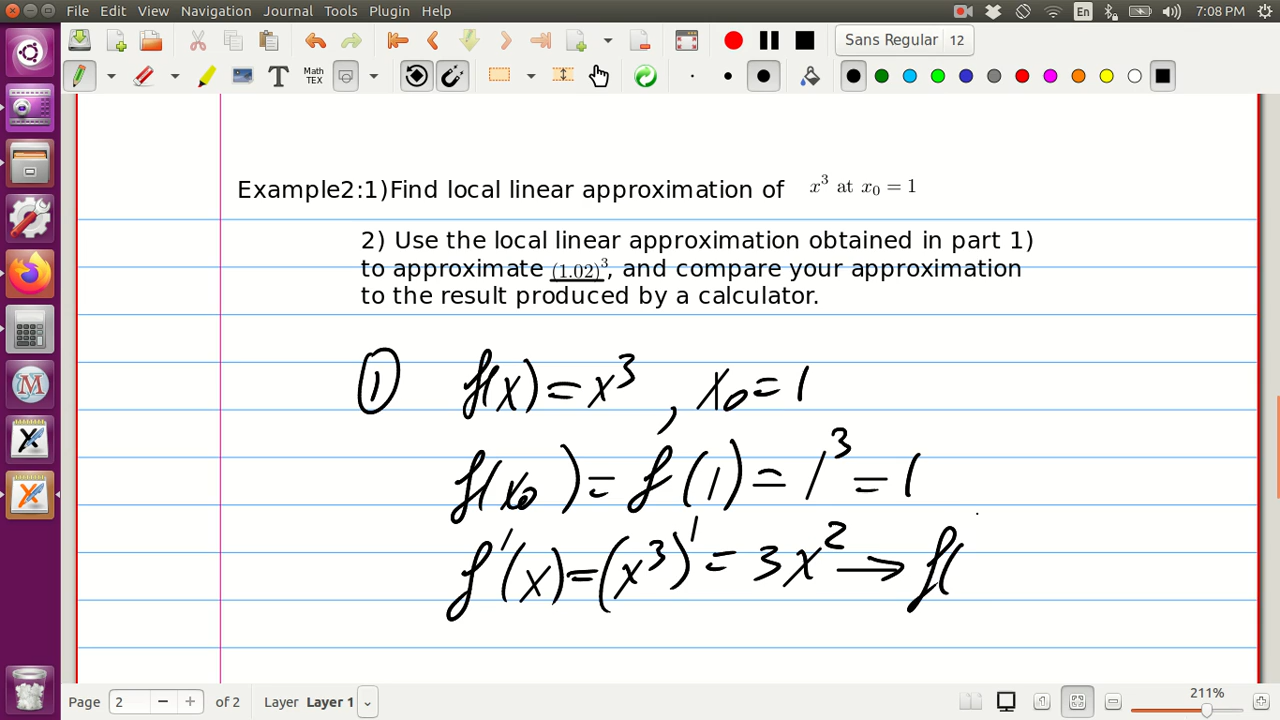 File Edit View Navigation Journal Tools Plugin Help En 7:08 PM
Math TEX T Sans Regular 12
Example2:1)Find local linear approximation of x³ at x₀ = 1
2) Use the local linear approximation obtained in part 1)
to approximate (1.02)³, and compare your approximation
to the result produced by a calculator.
① f(x)=x³ , x₀=1
f(x₀)=f(1)=1³=1
f'(x)=(x³)'=3x²→f(
Page 2 of 2 Layer Layer 1 211%